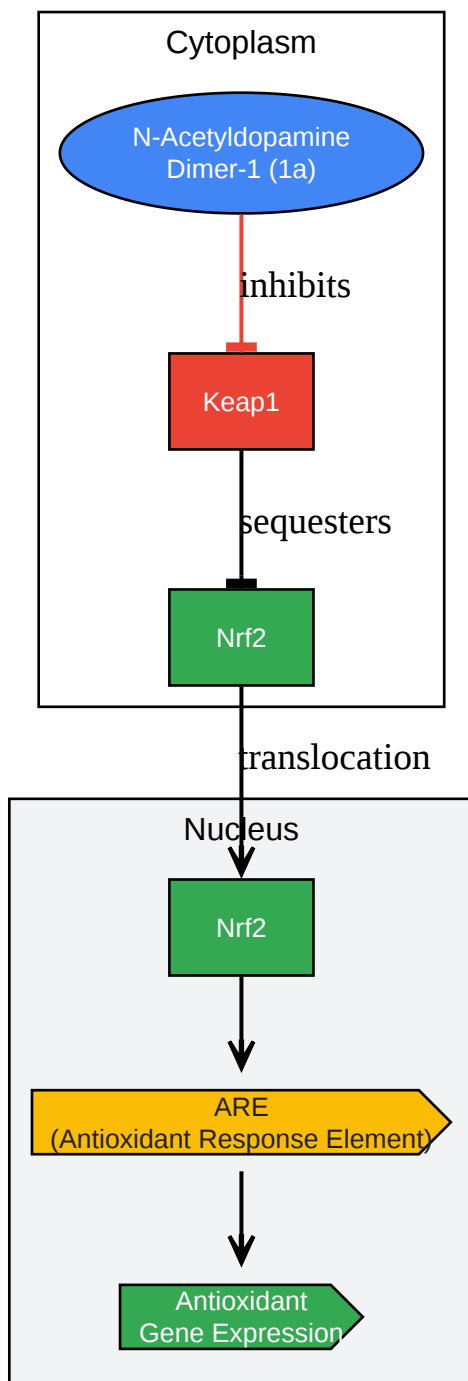 Cytoplasm
N-Acetyldopamine
Dimer-1 (1a)
inhibits
Keap1
sequesters
Nrf2
translocation
Nucleus
Nrf2
ARE
(Antioxidant Response Element)
Antioxidant
Gene Expression